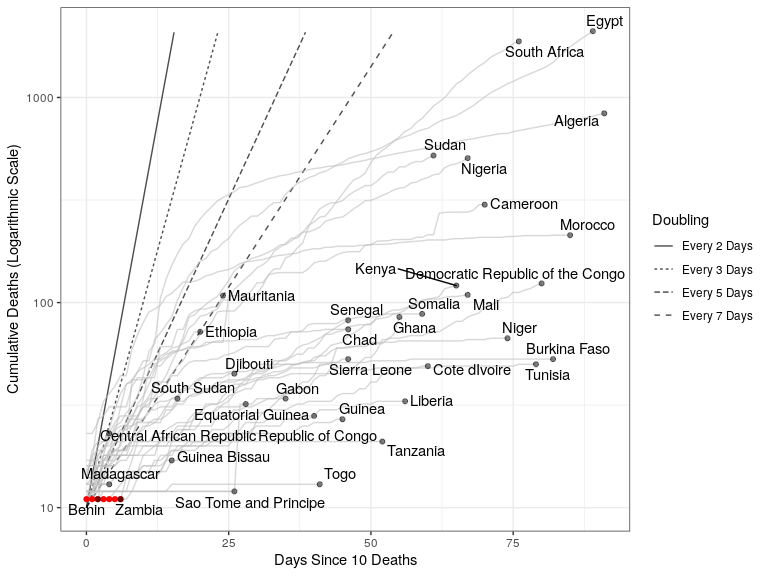 Egypt
South Africa
1000
Algeria
Sudan
Nigeria
Cameroon
Doubling
Morocco
Every 2 Days
Every 3 Days
Kenya
Democratic Republic of the Congo
Every 5 Days
Mauritania
100
Somalia
Mali
Senegal
Every 7 Days
Ethiopia
Ghana
Niger
Chad
Burkina Faso
Djibouti
Sierra Leone
Cote dIvoire
Tunisia
South Sudan
Gabon
Liberia
Equatorial Guinea
Guinea
Central African Republic
Republic of Congo
Tanzania
Guinea Bissau
Madagascar
Togo
Sao Tome and Principe
10
Benin
Zambia
0
25
50
75
Days Since 10 Deaths
Cumulative Deaths (Logarithmic Scale)